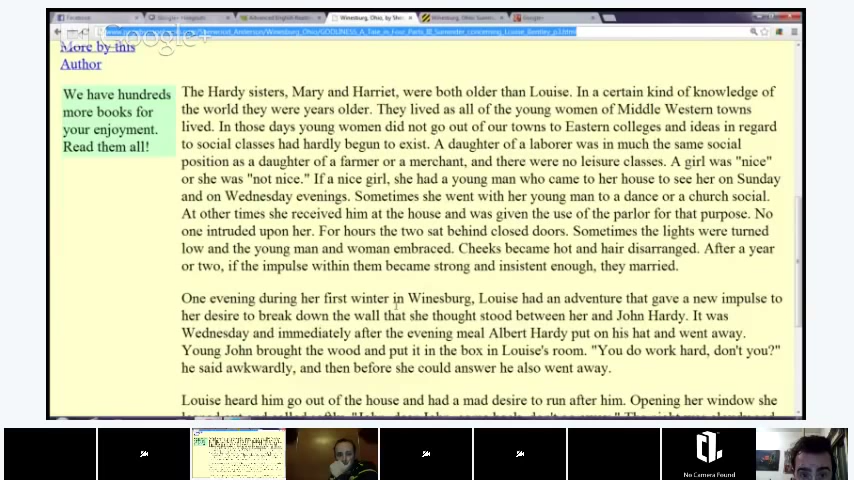 Facebook
Google+ Hangouts
Advanced English Readin
Winesburg, Ohio, by She
Winesburg, Ohio: Surren
Google+
Google+
More by this
Author
We have hundreds
more books for
your enjoyment.
Read them all!
The Hardy sisters, Mary and Harriet, were both older than Louise. In a certain kind of knowledge of
the world they were years older. They lived as all of the young women of Middle Western towns
lived. In those days young women did not go out of our towns to Eastern colleges and ideas in regard
to social classes had hardly begun to exist. A daughter of a laborer was in much the same social
position as a daughter of a farmer or a merchant, and there were no leisure classes. A girl was "nice"
or she was "not nice." If a nice girl, she had a young man who came to her house to see her on Sunday
and on Wednesday evenings. Sometimes she went with her young man to a dance or a church social.
At other times she received him at the house and was given the use of the parlor for that purpose. No
one intruded upon her. For hours the two sat behind closed doors. Sometimes the lights were turned
low and the young man and woman embraced. Cheeks became hot and hair disarranged. After a year
or two, if the impulse within them became strong and insistent enough, they married.
One evening during her first winter in Winesburg, Louise had an adventure that gave a new impulse to
her desire to break down the wall that she thought stood between her and John Hardy. It was
Wednesday and immediately after the evening meal Albert Hardy put on his hat and went away.
Young John brought the wood and put it in the box in Louise's room. "You do work hard, don't you?"
he said awkwardly, and then before she could answer he also went away.
Louise heard him go out of the house and had a mad desire to run after him. Opening her window she
No Camera Found